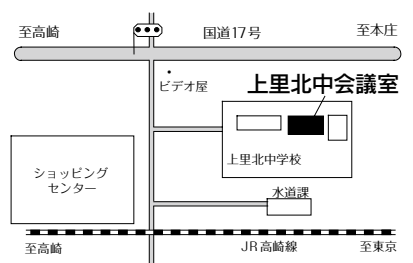 至高崎
国道17号
至本庄
ビデオ屋
上里北中会議室
上里北中学校
ショッピング
センター
水道課
至高崎
JR高崎線
至東京